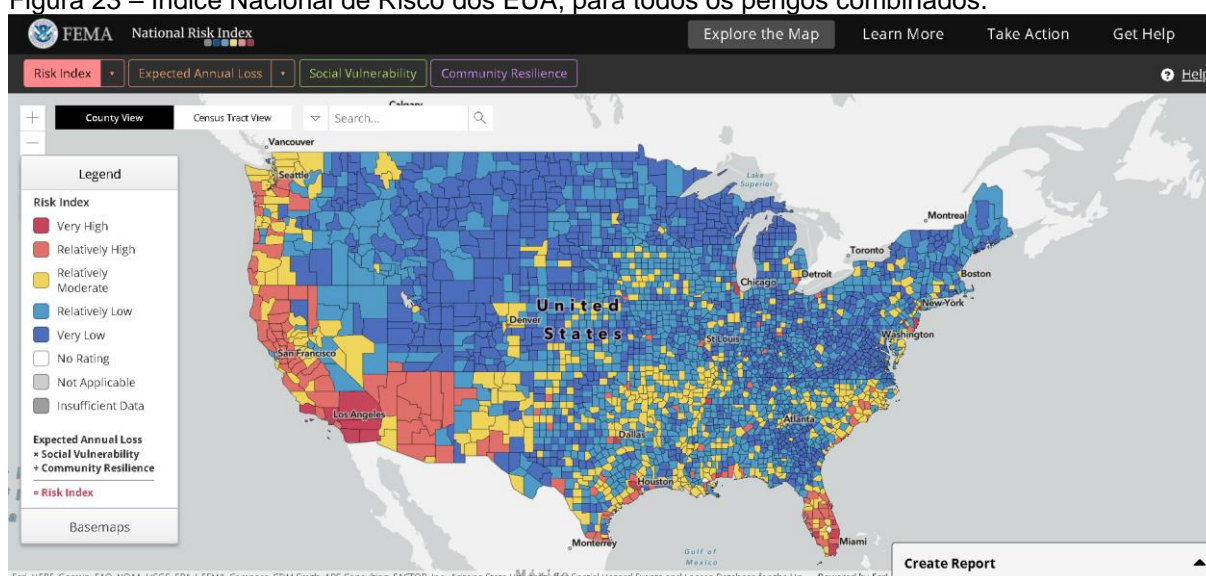 Figura 23 – Índice Nacional de Risco dos EUA, para todos os perigos combinados.
FEMA National Risk Index Explore the Map Learn More Take Action Get Help
Risk Index Expected Annual Loss Social Vulnerability Community Resilience Help
County View Census Tract View Search...
Calgary
Vancouver
Seattle
Legend
Risk Index
Very High
Relatively High
Relatively
Moderate
Relatively Low
Very Low
No Rating
Not Applicable
Insufficient Data
Expected Annual Loss
× Social Vulnerability
÷ Community Resilience
= Risk Index
Basemaps
Lake
Superior
Montreal
Toronto
Boston
Detroit
Chicago
New York
United
States
Denver
St Louis
Washington
San Francisco
Los Angeles
Atlanta
Dallas
Houston
Miami
Monterrey
Gulf of
Mexico
México
Create Report